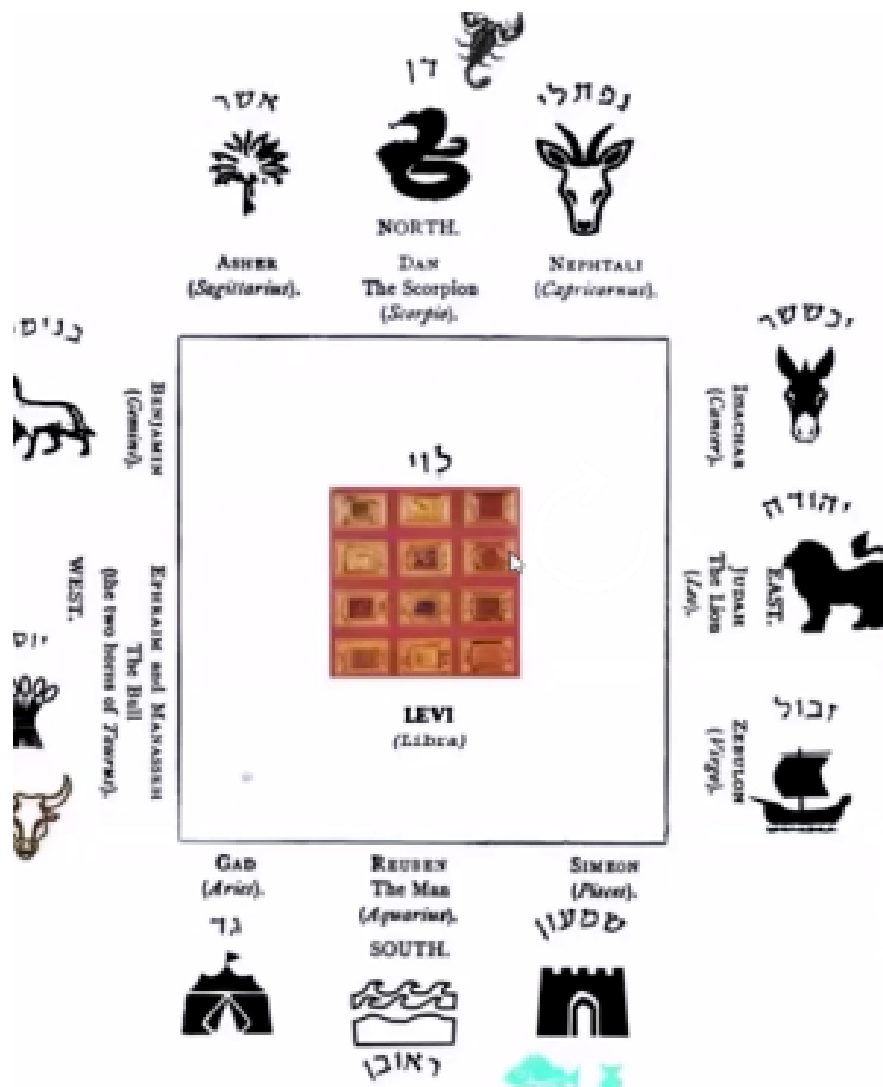 דן
אשר
נפתלי
NORTH.
ASHER
(Sagittarius).
DAN
The Scorpion
(Scorpio).
NEPHTALI
(Capricornus).
BENJAMIN
(Gemini).
יששכר
ISSACHAR
(Cancer).
לוי
יהודה
EAST.
JUDAH
The Lion
(Leo).
WEST.
EPHRAIM and MANASSEH
The Bull
(the two horns of Taurus).
LEVI
(Libra)
זבול
ZEBULON
(Virgo).
GAD
(Aries).
REUBEN
The Man
(Aquarius).
SOUTH.
SIMEON
(Pisces).
גד
שמעון
ראובן